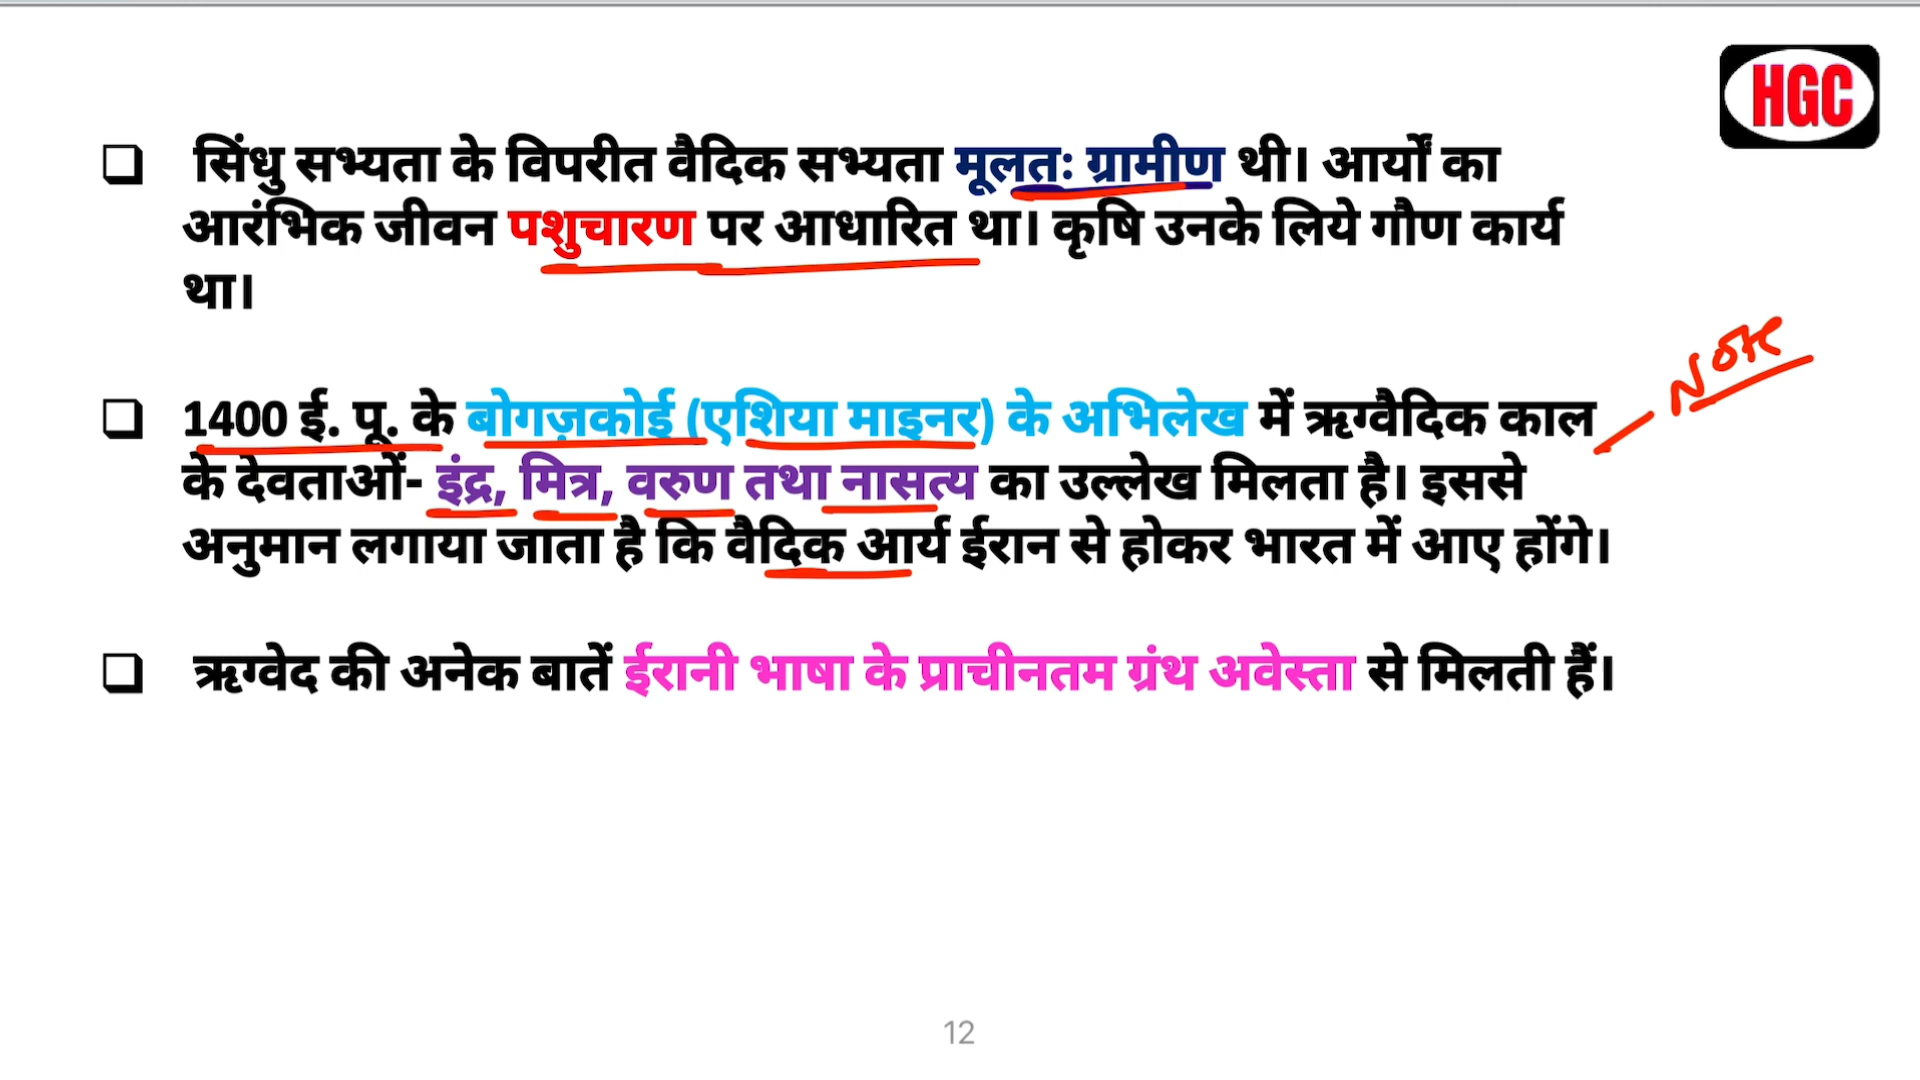 HGC
❑ सिंधु सभ्यता के विपरीत वैदिक सभ्यता मूलतः ग्रामीण थी। आर्यों का
आरंभिक जीवन पशुचारण पर आधारित था। कृषि उनके लिये गौण कार्य
था।
Note
❑ 1400 ई. पू. के बोगज़कोई (एशिया माइनर) के अभिलेख में ऋग्वैदिक काल
के देवताओं- इंद्र, मित्र, वरुण तथा नासत्य का उल्लेख मिलता है। इससे
अनुमान लगाया जाता है कि वैदिक आर्य ईरान से होकर भारत में आए होंगे।
❑ ऋग्वेद की अनेक बातें ईरानी भाषा के प्राचीनतम ग्रंथ अवेस्ता से मिलती हैं।
12